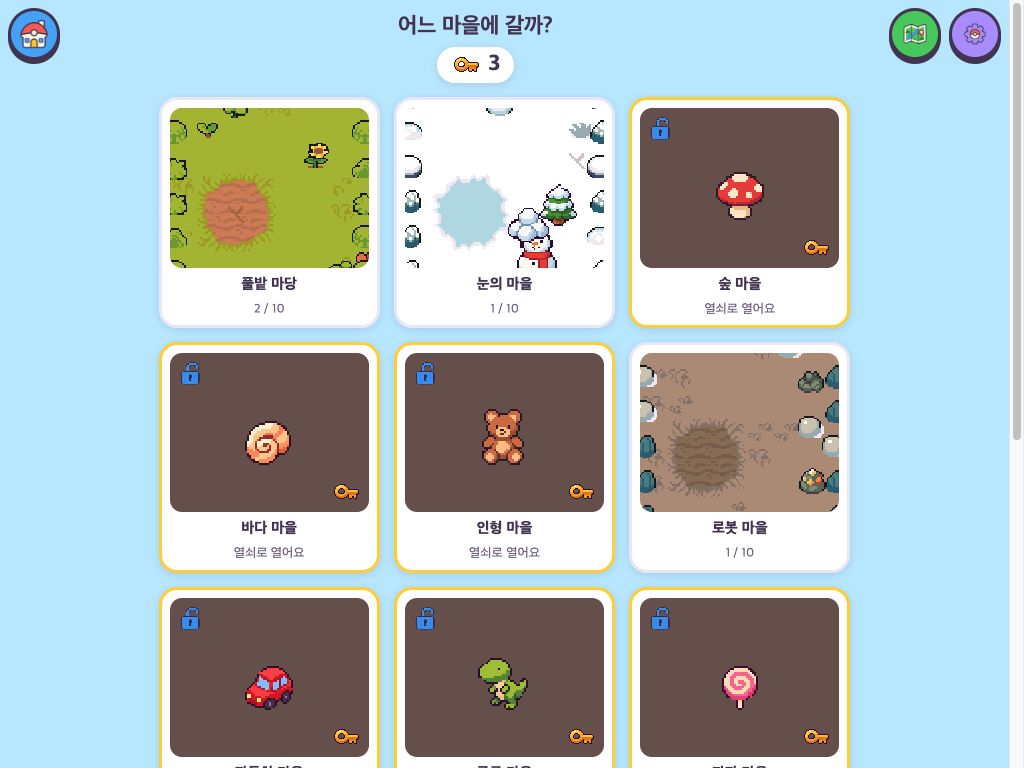 어느 마을에 갈까?
3
풀밭 마당
2 / 10
눈의 마을
1 / 10
숲 마을
열쇠로 열어요
바다 마을
열쇠로 열어요
인형 마을
열쇠로 열어요
로봇 마을
1 / 10